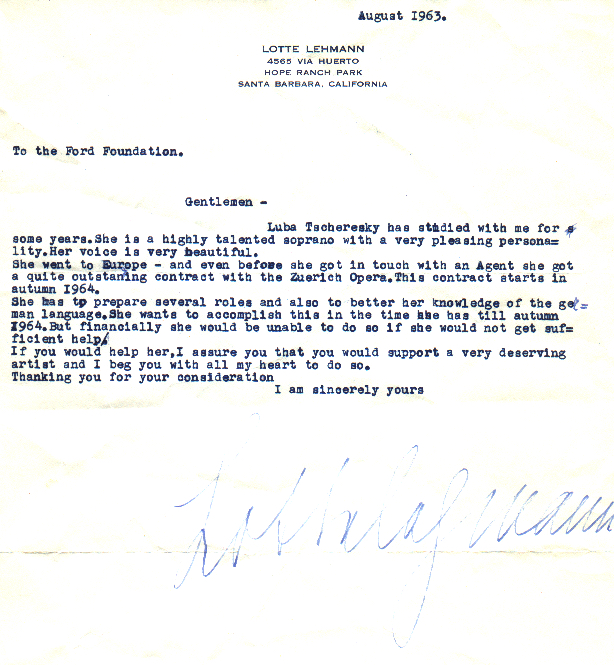 August 1963.
LOTTE LEHMANN
4565 VIA HUERTO
HOPE RANCH PARK
SANTA BARBARA, CALIFORNIA
To the Ford Foundation.
Gentlemen -
Luba Tscheresky has studied with me for
some years.She is a highly talented soprano with a very pleasing persona=
lity.Her voice is very beautiful.
She went to Europe - and even before she got in touch with an Agent she got
a quite outstaning contract with the Zuerich Opera.This contract starts in
autumn 1964.
She has to prepare several roles and also to better her knowledge of the ger=
man language.She wants to accomplish this in the time she has till autumn
1964.But financially she would be unable to do so if she would not get suf=
ficient help.
If you would help her,I assure you that you would support a very deserving
artist and I beg you with all my heart to do so.
Thanking you for your consideration
I am sincerely yours
Lotte Lehmann